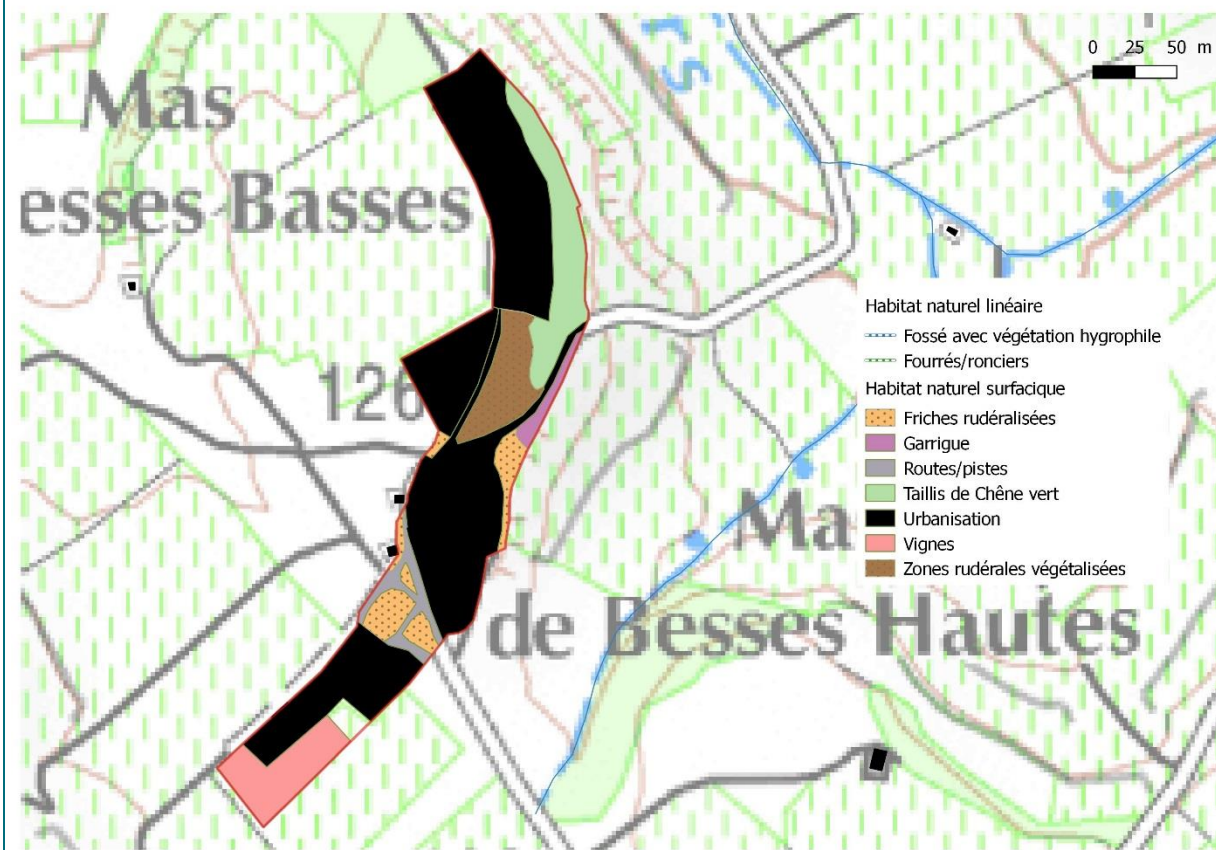 0 25 50 m
Mas
esses Basses
126
Ma
de Besses Hautes
Habitat naturel linéaire
Fossé avec végétation hygrophile
Fourrés/ronciers
Habitat naturel surfacique
Friches rudéralisées
Garrigue
Routes/pistes
Taillis de Chêne vert
Urbanisation
Vignes
Zones rudérales végétalisées